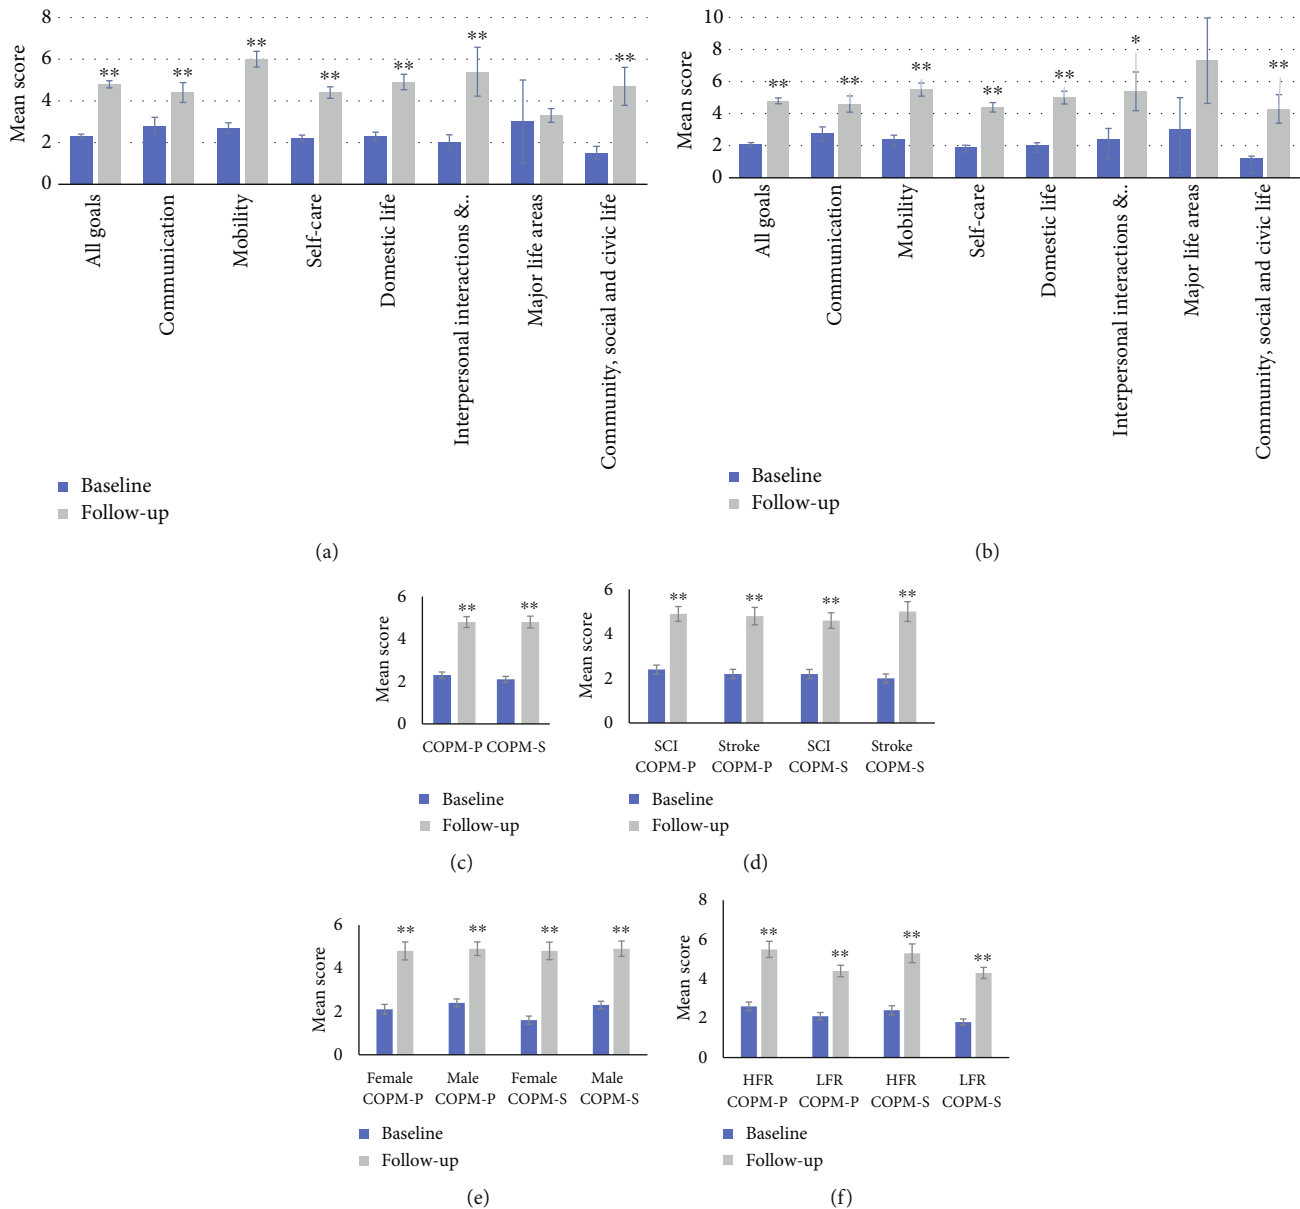 8
6
4
2
0
Mean score
**
**
**
**
**
**
**
All goals
Communication
Mobility
Self-care
Domestic life
Interpersonal interactions &..
Major life areas
Community, social and civic life
Baseline
Follow-up
(a)
10
8
6
4
2
0
Mean score
**
**
**
**
**
*
**
All goals
Communication
Mobility
Self-care
Domestic life
Interpersonal interactions &..
Major life areas
Community, social and civic life
Baseline
Follow-up
(b)
6
4
2
0
Mean score
**
**
COPM-P COPM-S
Baseline
Follow-up
(c)
6
4
2
0
Mean score
**
**
**
**
SCI COPM-P
Stroke COPM-P
SCI COPM-S
Stroke COPM-S
Baseline
Follow-up
(d)
6
4
2
0
Mean score
**
**
**
**
Female COPM-P
Male COPM-P
Female COPM-S
Male COPM-S
Baseline
Follow-up
(e)
8
6
4
2
0
Mean score
**
**
**
**
HFR COPM-P
LFR COPM-P
HFR COPM-S
LFR COPM-S
Baseline
Follow-up
(f)